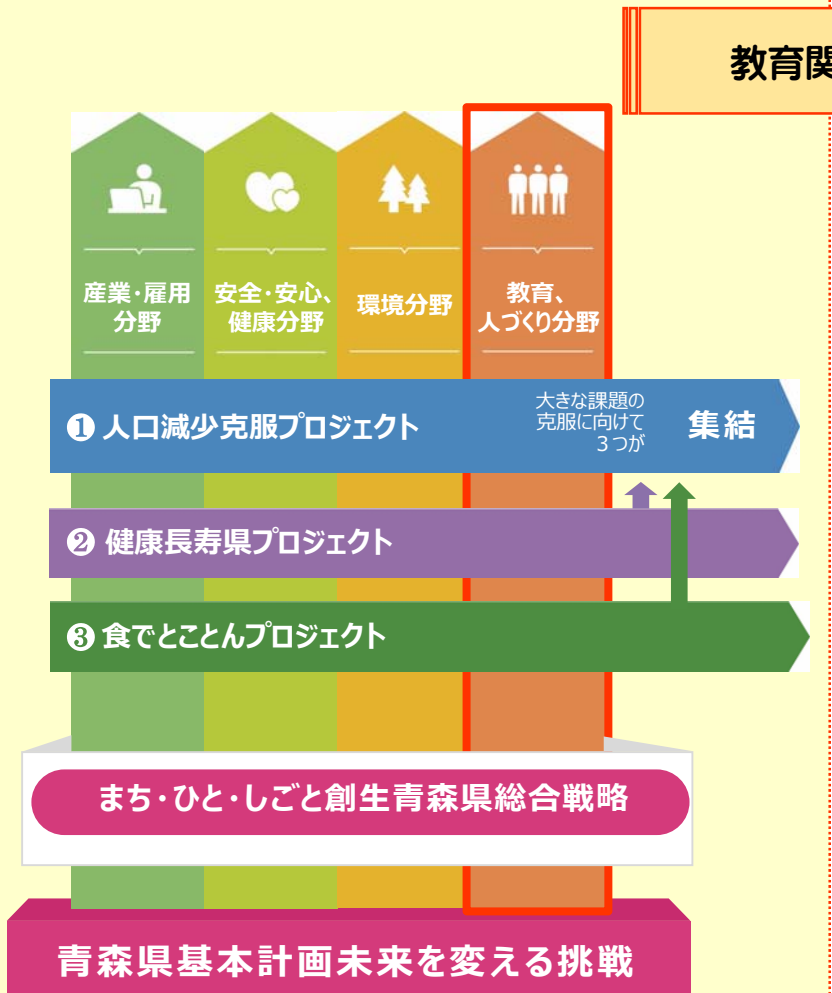 教育関
産業・雇用
分野
安全・安心、
健康分野
環境分野
教育、
人づくり分野
❶ 人口減少克服プロジェクト
大きな課題の
克服に向けて
３つが
集結
❷ 健康長寿県プロジェクト
❸ 食でとことんプロジェクト
まち・ひと・しごと創生青森県総合戦略
青森県基本計画未来を変える挑戦